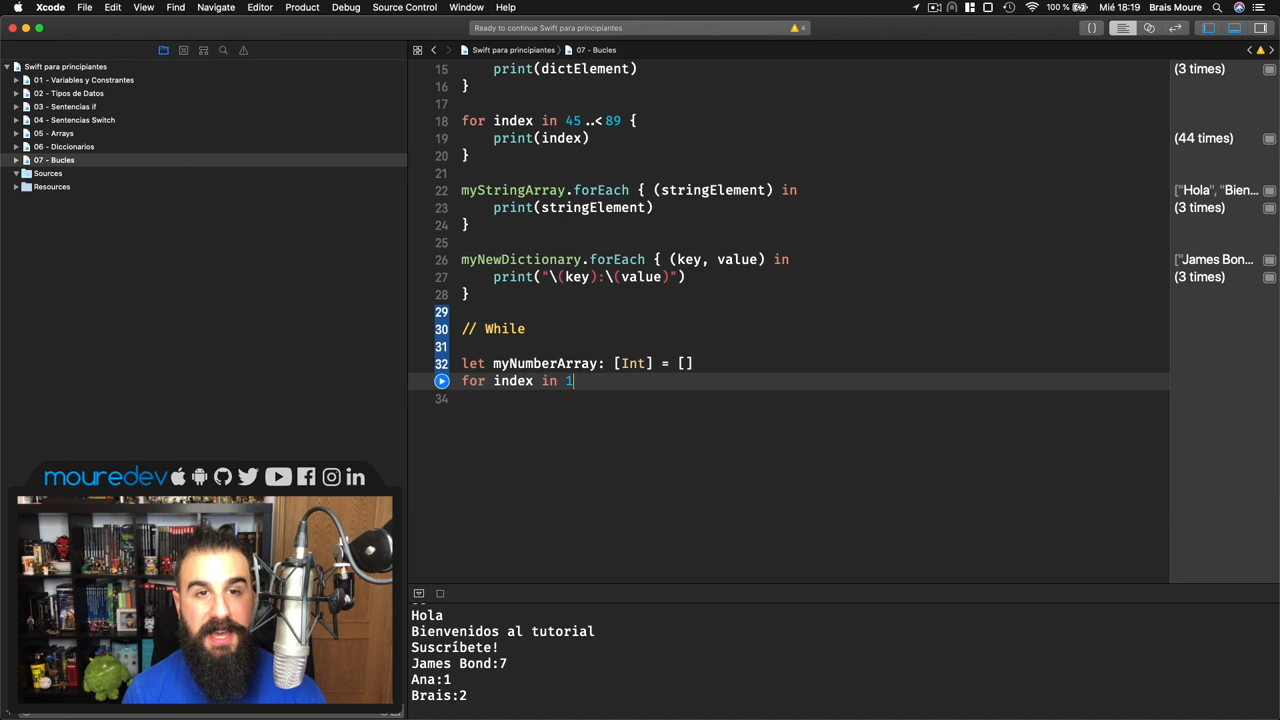 Xcode File Edit View Find Navigate Editor Product Debug Source Control Window Help 100 % Mié 18:19 Brais Moure
Ready to continue Swift para principiantes 4
Swift para principiantes 07 - Bucles
Swift para principiantes
01 - Variables y Constrantes
02 - Tipos de Datos
03 - Sentencias if
04 - Sentencias Switch
05 - Arrays
06 - Diccionarios
07 - Bucles
Sources
Resources
15 print(dictElement) (3 times)
16 }
17
18 for index in 45..<89 {
19 print(index) (44 times)
20 }
21
22 myStringArray.forEach { (stringElement) in ["Hola", "Bien...
23 print(stringElement) (3 times)
24 }
25
26 myNewDictionary.forEach { (key, value) in ["James Bon...
27 print("\(key):\(value)") (3 times)
28 }
29
30 // While
31
32 let myNumberArray: [Int] = []
for index in 1
34
mouredev
Hola
Bienvenidos al tutorial
Suscríbete!
James Bond:7
Ana:1
Brais:2